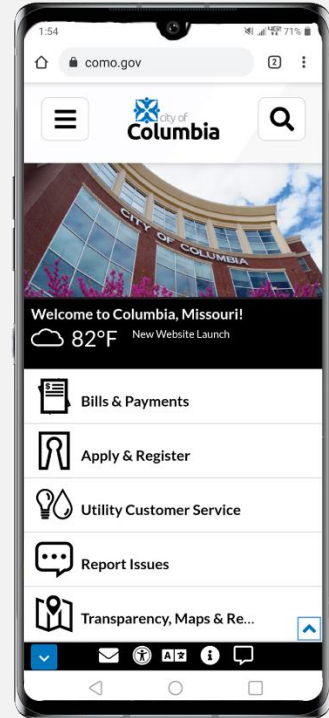 1:54
71%
como.gov
2
city of
Columbia
CITY OF COLUMBIA
Welcome to Columbia, Missouri!
82°F New Website Launch
Bills & Payments
Apply & Register
Utility Customer Service
Report Issues
Transparency, Maps & Re...